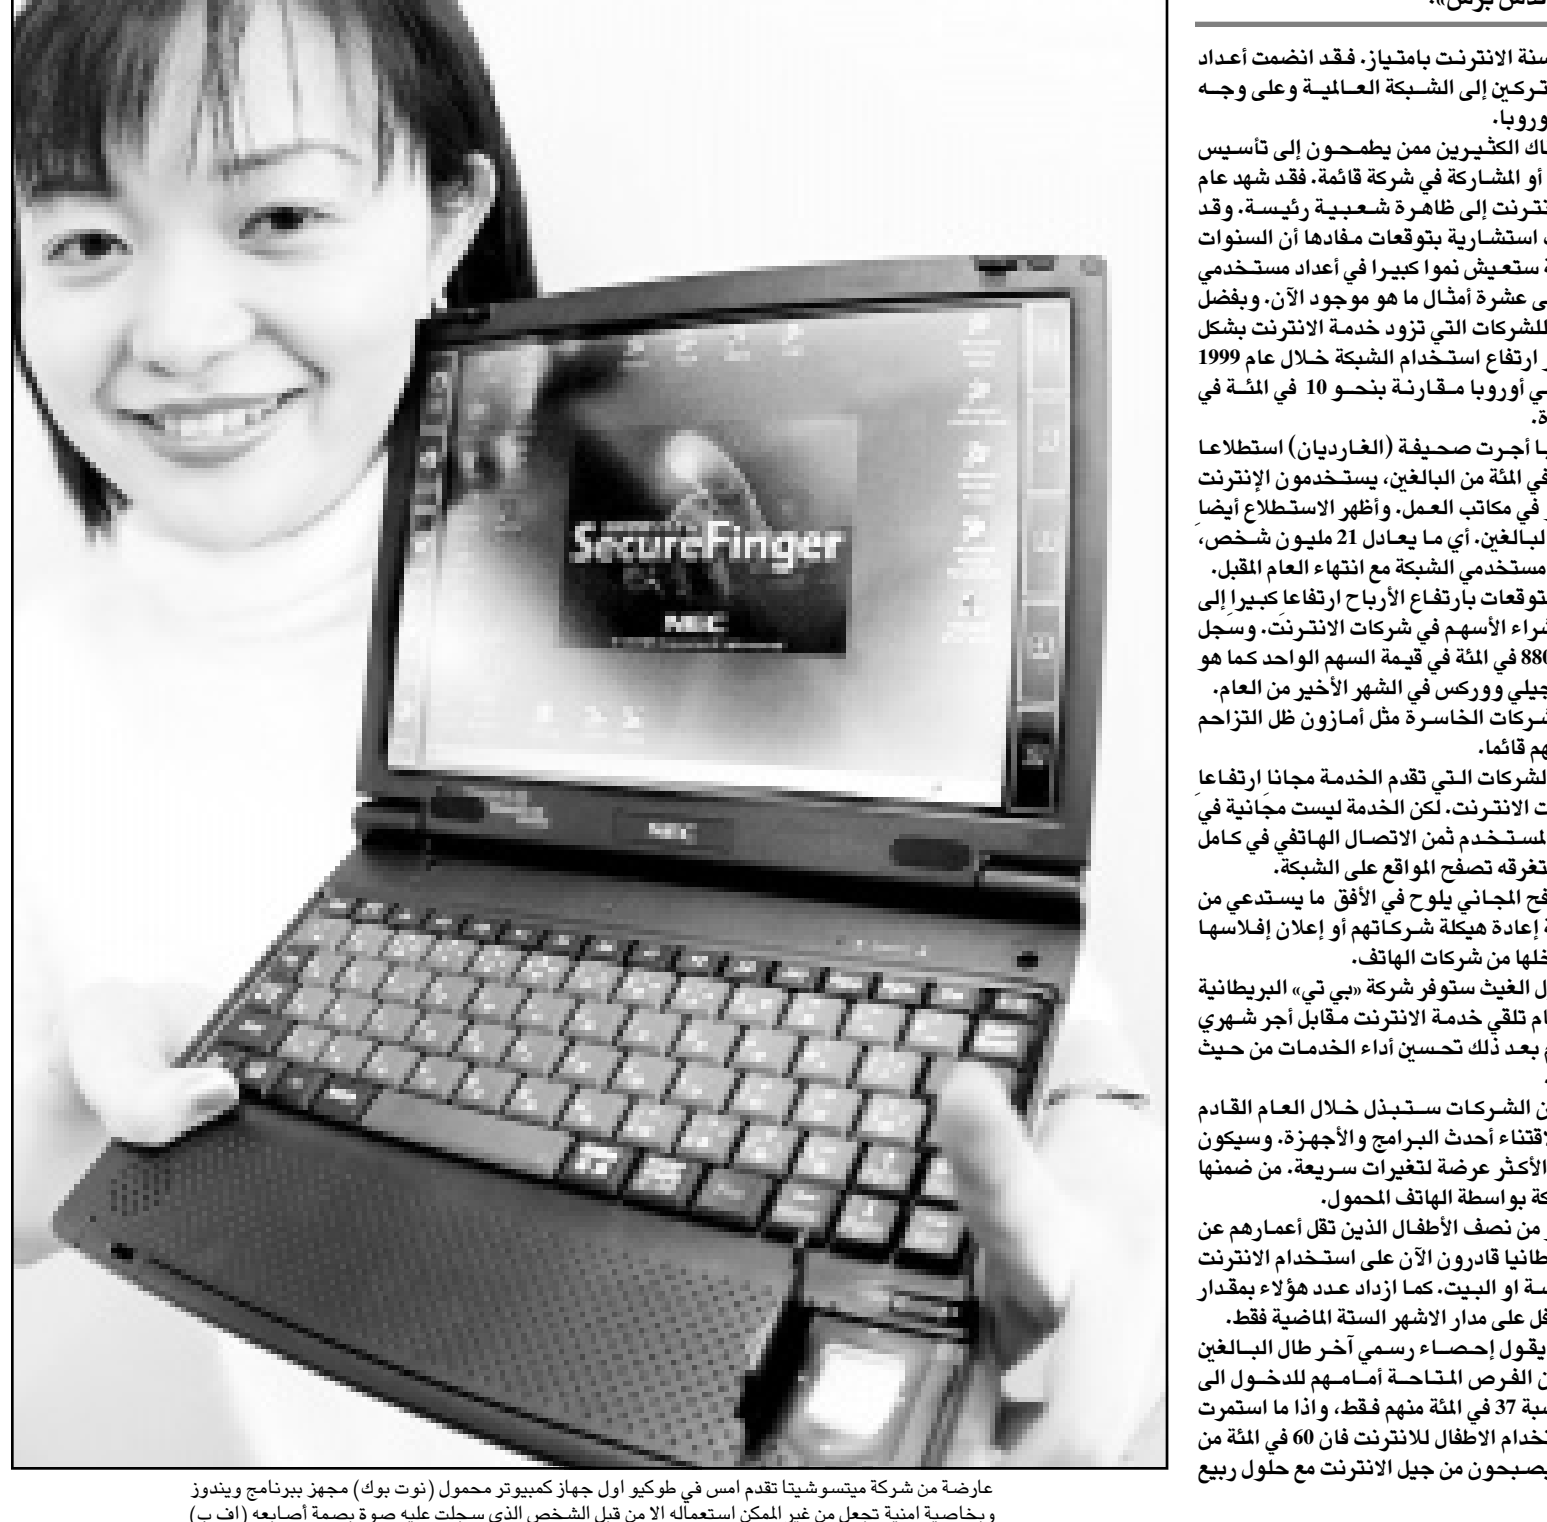 سنة الانترنت بامتياز. فقد انضمت أعداد
تركين إلى الشبكة العالمية وعلى وجه
وروبا.
اك الكثيرين ممن يطمحون إلى تأسيس
أو المشاركة في شركة قائمة. فقد شهد عام
نترنت إلى ظاهرة شعبية رئيسة. وقد
استشارية بتوقعات مفادها أن السنوات
ة ستعيش نموا كبيرا في أعداد مستخدمي
ى عشرة أمثال ما هو موجود الآن. وبفضل
للشركات التي تزود خدمة الانترنت بشكل
ر ارتفاع استخدام الشبكة خلال عام 1999
ي أوروبا مقارنة بنحو 10 في المئة في
ة.
با أجرت صحيفة (الغارديان) استطلاعا
في المئة من البالغين، يستخدمون الإنترنت
ر في مكاتب العمل. وأظهر الاستطلاع أيضا
لبالغين. أي ما يعادل 21 مليون شخص،
مستخدمي الشبكة مع انتهاء العام المقبل.
توقعات بارتفاع الأرباح ارتفاعا كبيرا إلى
شراء الأسهم في شركات الانترنت. وسجل
880 في المئة في قيمة السهم الواحد كما هو
جيلي ووركس في الشهر الأخير من العام.
شركات الخاسرة مثل أمازون ظل التزاحم
هم قائما.
لشركات التي تقدم الخدمة مجانا ارتفاعا
ت الانترنت. لكن الخدمة ليست مجانية في
لمستخدم ثمن الاتصال الهاتفي في كامل
تغرقه تصفح المواقع على الشبكة.
فح المجاني يلوح في الأفق ما يستدعي من
ة إعادة هيكلة شركاتهم أو إعلان إفلاسها
خلها من شركات الهاتف.
ل الغيث ستوفر شركة «بي تي» البريطانية
ام تلقي خدمة الانترنت مقابل أجر شهري
م بعد ذلك تحسين أداء الخدمات من حيث
ن الشركات ستبذل خلال العام القادم
لاقتناء أحدث البرامج والأجهزة. وسيكون
الأكثر عرضة لتغيرات سريعة. من ضمنها
كة بواسطة الهاتف المحمول.
ر من نصف الأطفال الذين تقل أعمارهم عن
طانيا قادرون الآن على استخدام الانترنت
سة او البيت. كما ازداد عدد هؤلاء بمقدار
فل على مدار الاشهر الستة الماضية فقط.
يقول إحصاء رسمي آخر طال البالغين
ن الفرص المتاحة أمامهم للدخول الى
سبة 37 في المئة منهم فقط، واذا ما استمرت
تخدام الاطفال للانترنت فان 60 في المئة من
يصبحون من جيل الانترنت مع حلول ربيع
SecureFinger
NEC
NEC
عارضة من شركة ميتسوشيتا تقدم امس في طوكيو اول جهاز كمبيوتر محمول (نوت بوك) مجهز ببرنامج ويندوز
وبخاصية امنية تجعل من غير الممكن استعماله الا من قبل الشخص الذي سجلت عليه صوة بصمة أصابعه (اف ب)